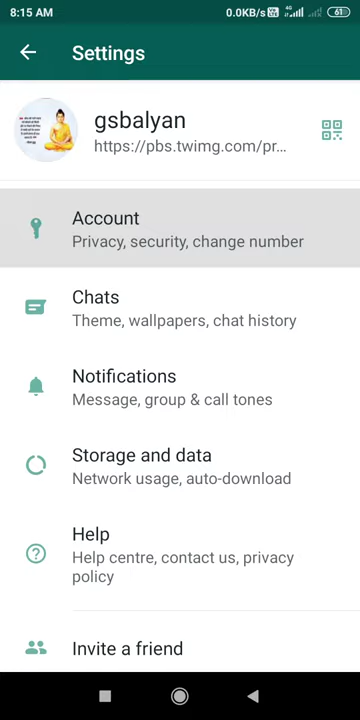 8:15 AM
0.0KB/s
4G
61
Settings
gsbalyan
https://pbs.twimg.com/pr...
Account
Privacy, security, change number
Chats
Theme, wallpapers, chat history
Notifications
Message, group & call tones
Storage and data
Network usage, auto-download
Help
Help centre, contact us, privacy
policy
Invite a friend